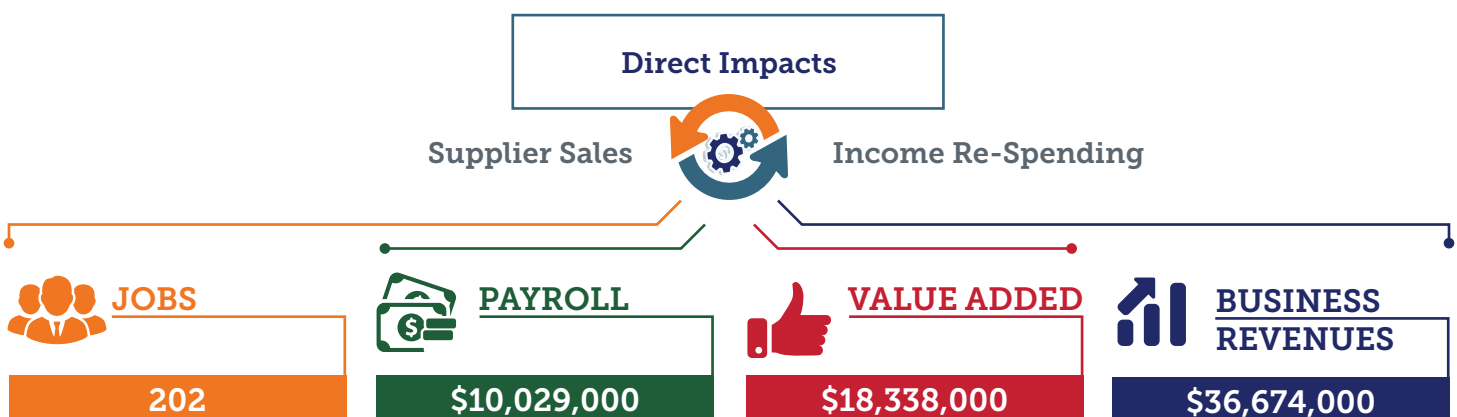 Direct Impacts
Supplier Sales
Income Re-Spending
JOBS
202
PAYROLL
$
$10,029,000
VALUE ADDED
$18,338,000
BUSINESS
REVENUES
$36,674,000